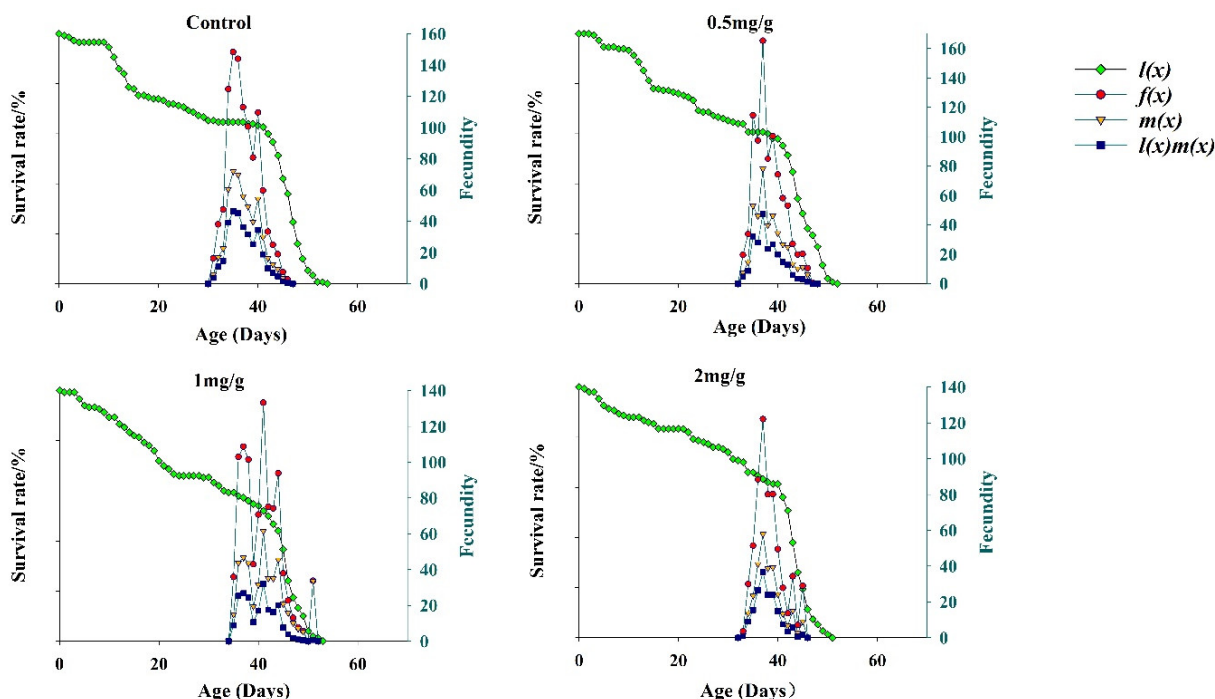 Control
160
140
120
100
80
60
40
20
0
Survival rate/%
Fecundity
0 20 40 60
Age (Days)
0.5mg/g
160
140
120
100
80
60
40
20
0
Survival rate/%
Fecundity
0 20 40 60
Age (Days)
l(x)
f(x)
m(x)
l(x)m(x)
1mg/g
140
120
100
80
60
40
20
0
Survival rate/%
Fccundity
0 20 40 60
Age (Days)
2mg/g
140
120
100
80
60
40
20
0
Survival rate/%
Fecundity
0 20 40 60
Age (Days）